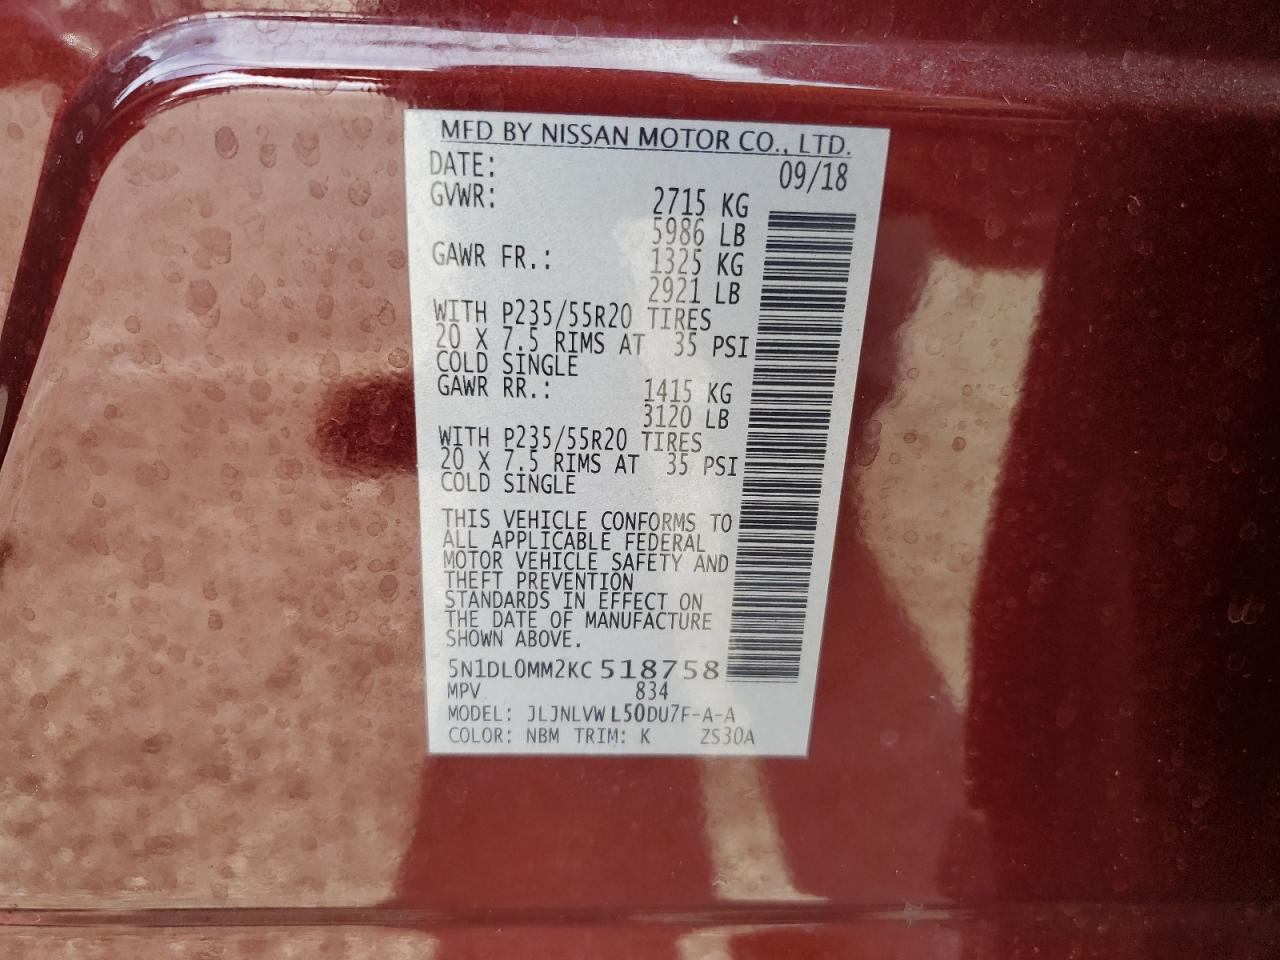 MFD BY NISSAN MOTOR CO., LTD.
DATE: 09/18
GVWR: 2715 KG
5986 LB
GAWR FR.: 1325 KG
2921 LB
WITH P235/55R20 TIRES
20 X 7.5 RIMS AT 35 PSI
COLD SINGLE
GAWR RR.: 1415 KG
3120 LB
WITH P235/55R20 TIRES
20 X 7.5 RIMS AT 35 PSI
COLD SINGLE
THIS VEHICLE CONFORMS TO
ALL APPLICABLE FEDERAL
MOTOR VEHICLE SAFETY AND
THEFT PREVENTION
STANDARDS IN EFFECT ON
THE DATE OF MANUFACTURE
SHOWN ABOVE.
5N1DL0MM2KC518758
MPV 834
MODEL: JLJNLVWL50DU7F-A-A
COLOR: NBM TRIM: K ZS30A